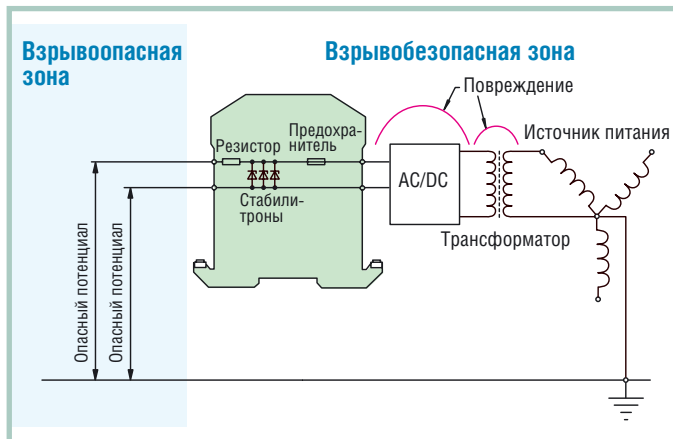 Взрывоопасная
зона
Взрывобезопасная зона
Повреждение
Источник питания
Резистор
Предохра-
нитель
Стабили-
троны
AC/DC
Трансформатор
Опасный потенциал
Опасный потенциал